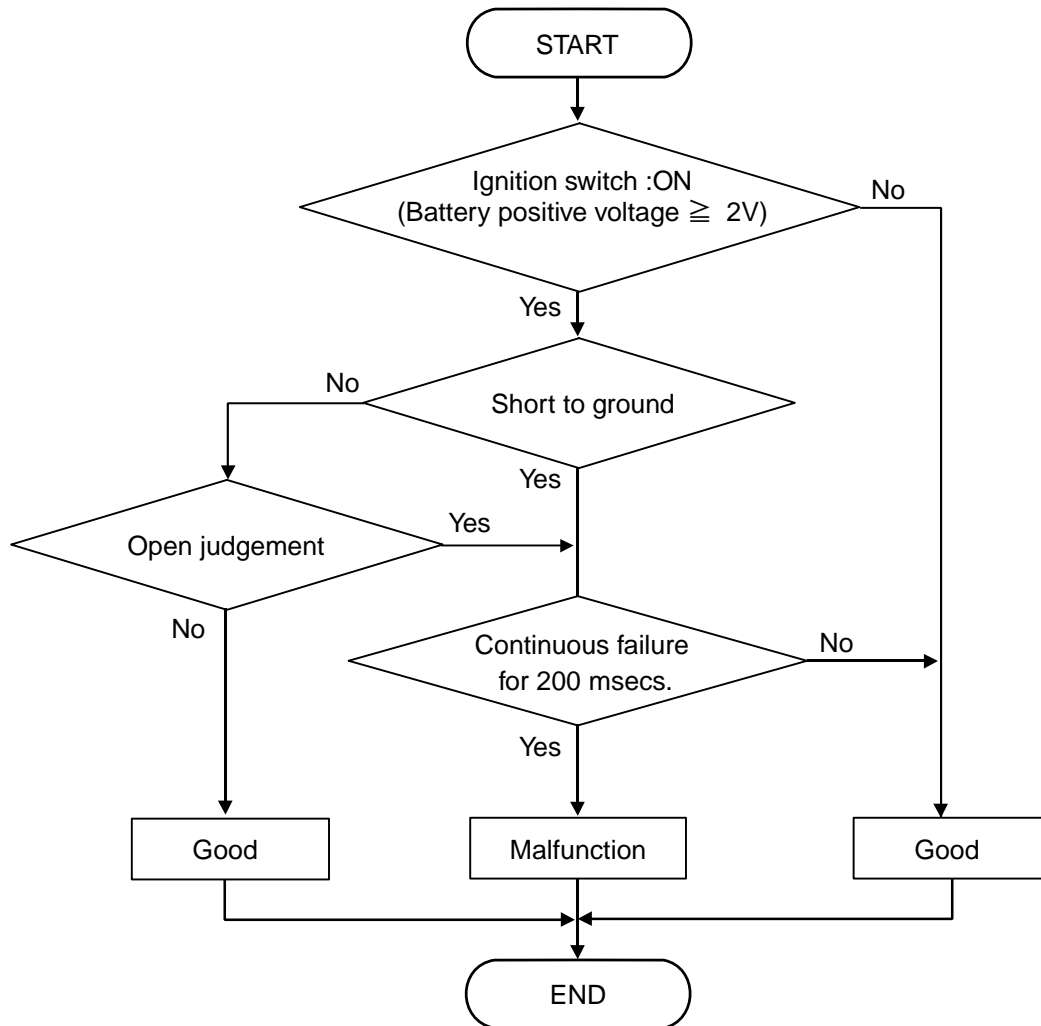 START
Ignition switch :ON
(Battery positive voltage ≧ 2V)
No
Yes
No
Short to ground
Yes
Open judgement
Yes
No
Continuous failure
for 200 msecs.
No
Yes
Good
Malfunction
Good
END